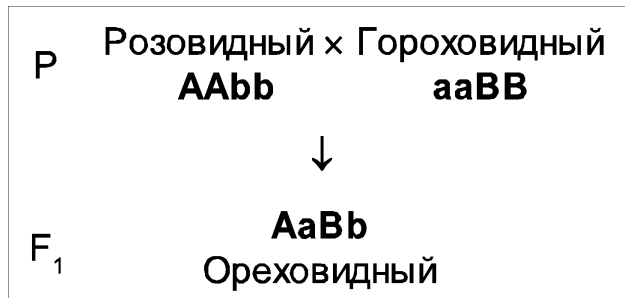 P Розовидный × Гороховидный
AAbb aaBB
↓
AaBb
F₁ Ореховидный